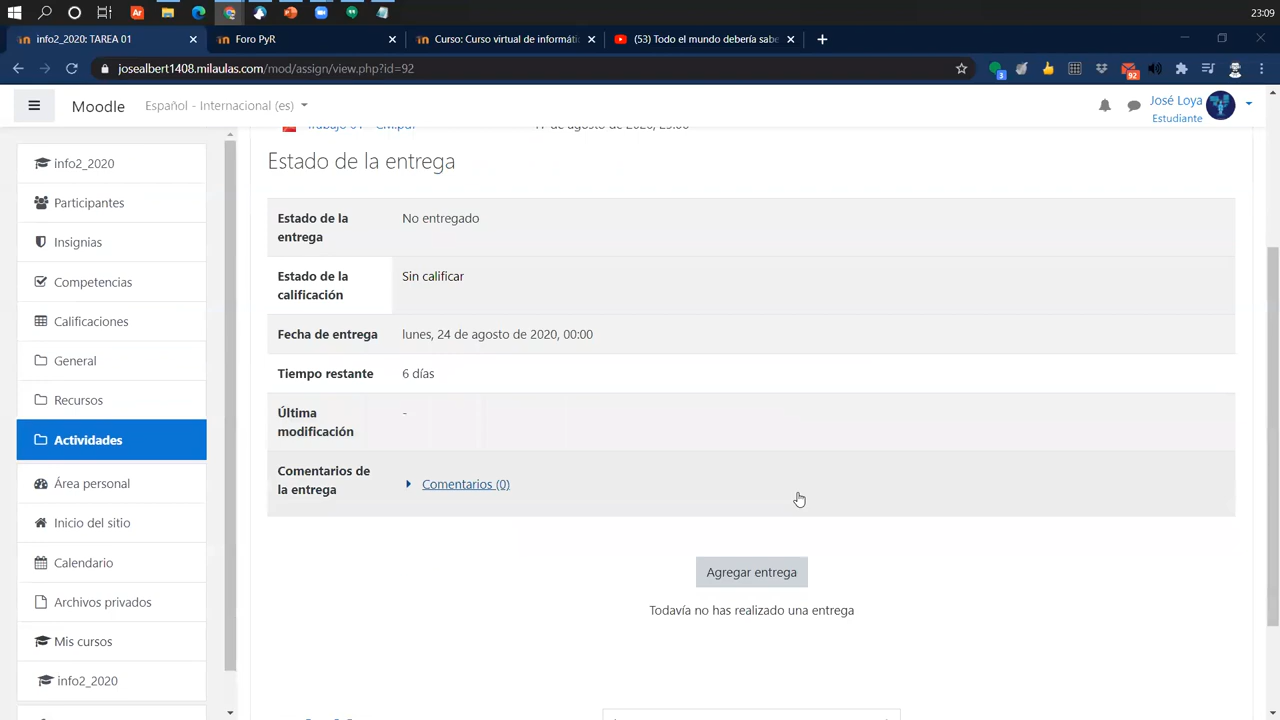 23:09
info2_2020: TAREA 01
Foro PyR
Curso: Curso virtual de informáti
(53) Todo el mundo debería sabe
josealbert1408.milaulas.com/mod/assign/view.php?id=92
3
92
Moodle
Español - Internacional (es)
José Loya
Estudiante
info2_2020
Participantes
Insignias
Competencias
Calificaciones
General
Recursos
Actividades
Área personal
Inicio del sitio
Calendario
Archivos privados
Mis cursos
info2_2020
Estado de la entrega
Estado de la entrega No entregado
Estado de la calificación Sin calificar
Fecha de entrega lunes, 24 de agosto de 2020, 00:00
Tiempo restante 6 días
Última modificación -
Comentarios de la entrega Comentarios (0)
Agregar entrega
Todavía no has realizado una entrega